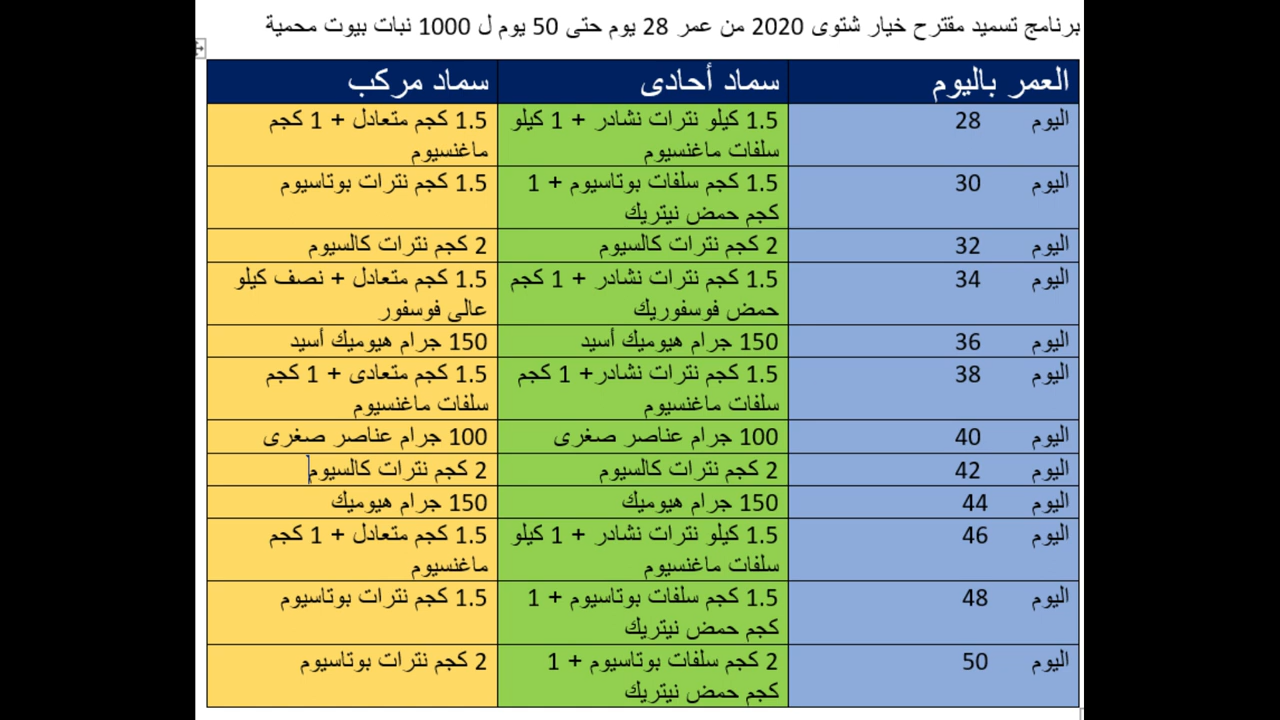 برنامج تسميد مقترح خيار شتوى 2020 من عمر 28 يوم حتى 50 يوم ل 1000 نبات بيوت محمية
العمر باليوم	سماد أحادى	سماد مركب
اليوم 28	1.5 كيلو نترات نشادر + 1 كيلو	1.5 كجم متعادل + 1 كجم
سلفات ماغنسيوم	ماغنسيوم
اليوم 30	1.5 كجم سلفات بوتاسيوم + 1	1.5 كجم نترات بوتاسيوم
كجم حمض نيتريك
اليوم 32	2 كجم نترات كالسيوم	2 كجم نترات كالسيوم
اليوم 34	1.5 كجم نترات نشادر + 1 كجم	1.5 كجم متعادل + نصف كيلو
حمض فوسفوريك	عالى فوسفور
اليوم 36	150 جرام هيوميك أسيد	150 جرام هيوميك أسيد
اليوم 38	1.5 كجم نترات نشادر+ 1 كجم	1.5 كجم متعادى + 1 كجم
سلفات ماغنسيوم	سلفات ماغنسيوم
اليوم 40	100 جرام عناصر صغرى	100 جرام عناصر صغرى
اليوم 42	2 كجم نترات كالسيوم	2 كجم نترات كالسيوم
اليوم 44	150 جرام هيوميك	150 جرام هيوميك
اليوم 46	1.5 كيلو نترات نشادر + 1 كيلو	1.5 كجم متعادل + 1 كجم
سلفات ماغنسيوم	ماغنسيوم
اليوم 48	1.5 كجم سلفات بوتاسيوم + 1	1.5 كجم نترات بوتاسيوم
كجم حمض نيتريك
اليوم 50	2 كجم سلفات بوتاسيوم + 1	2 كجم نترات بوتاسيوم
كجم حمض نيتريك